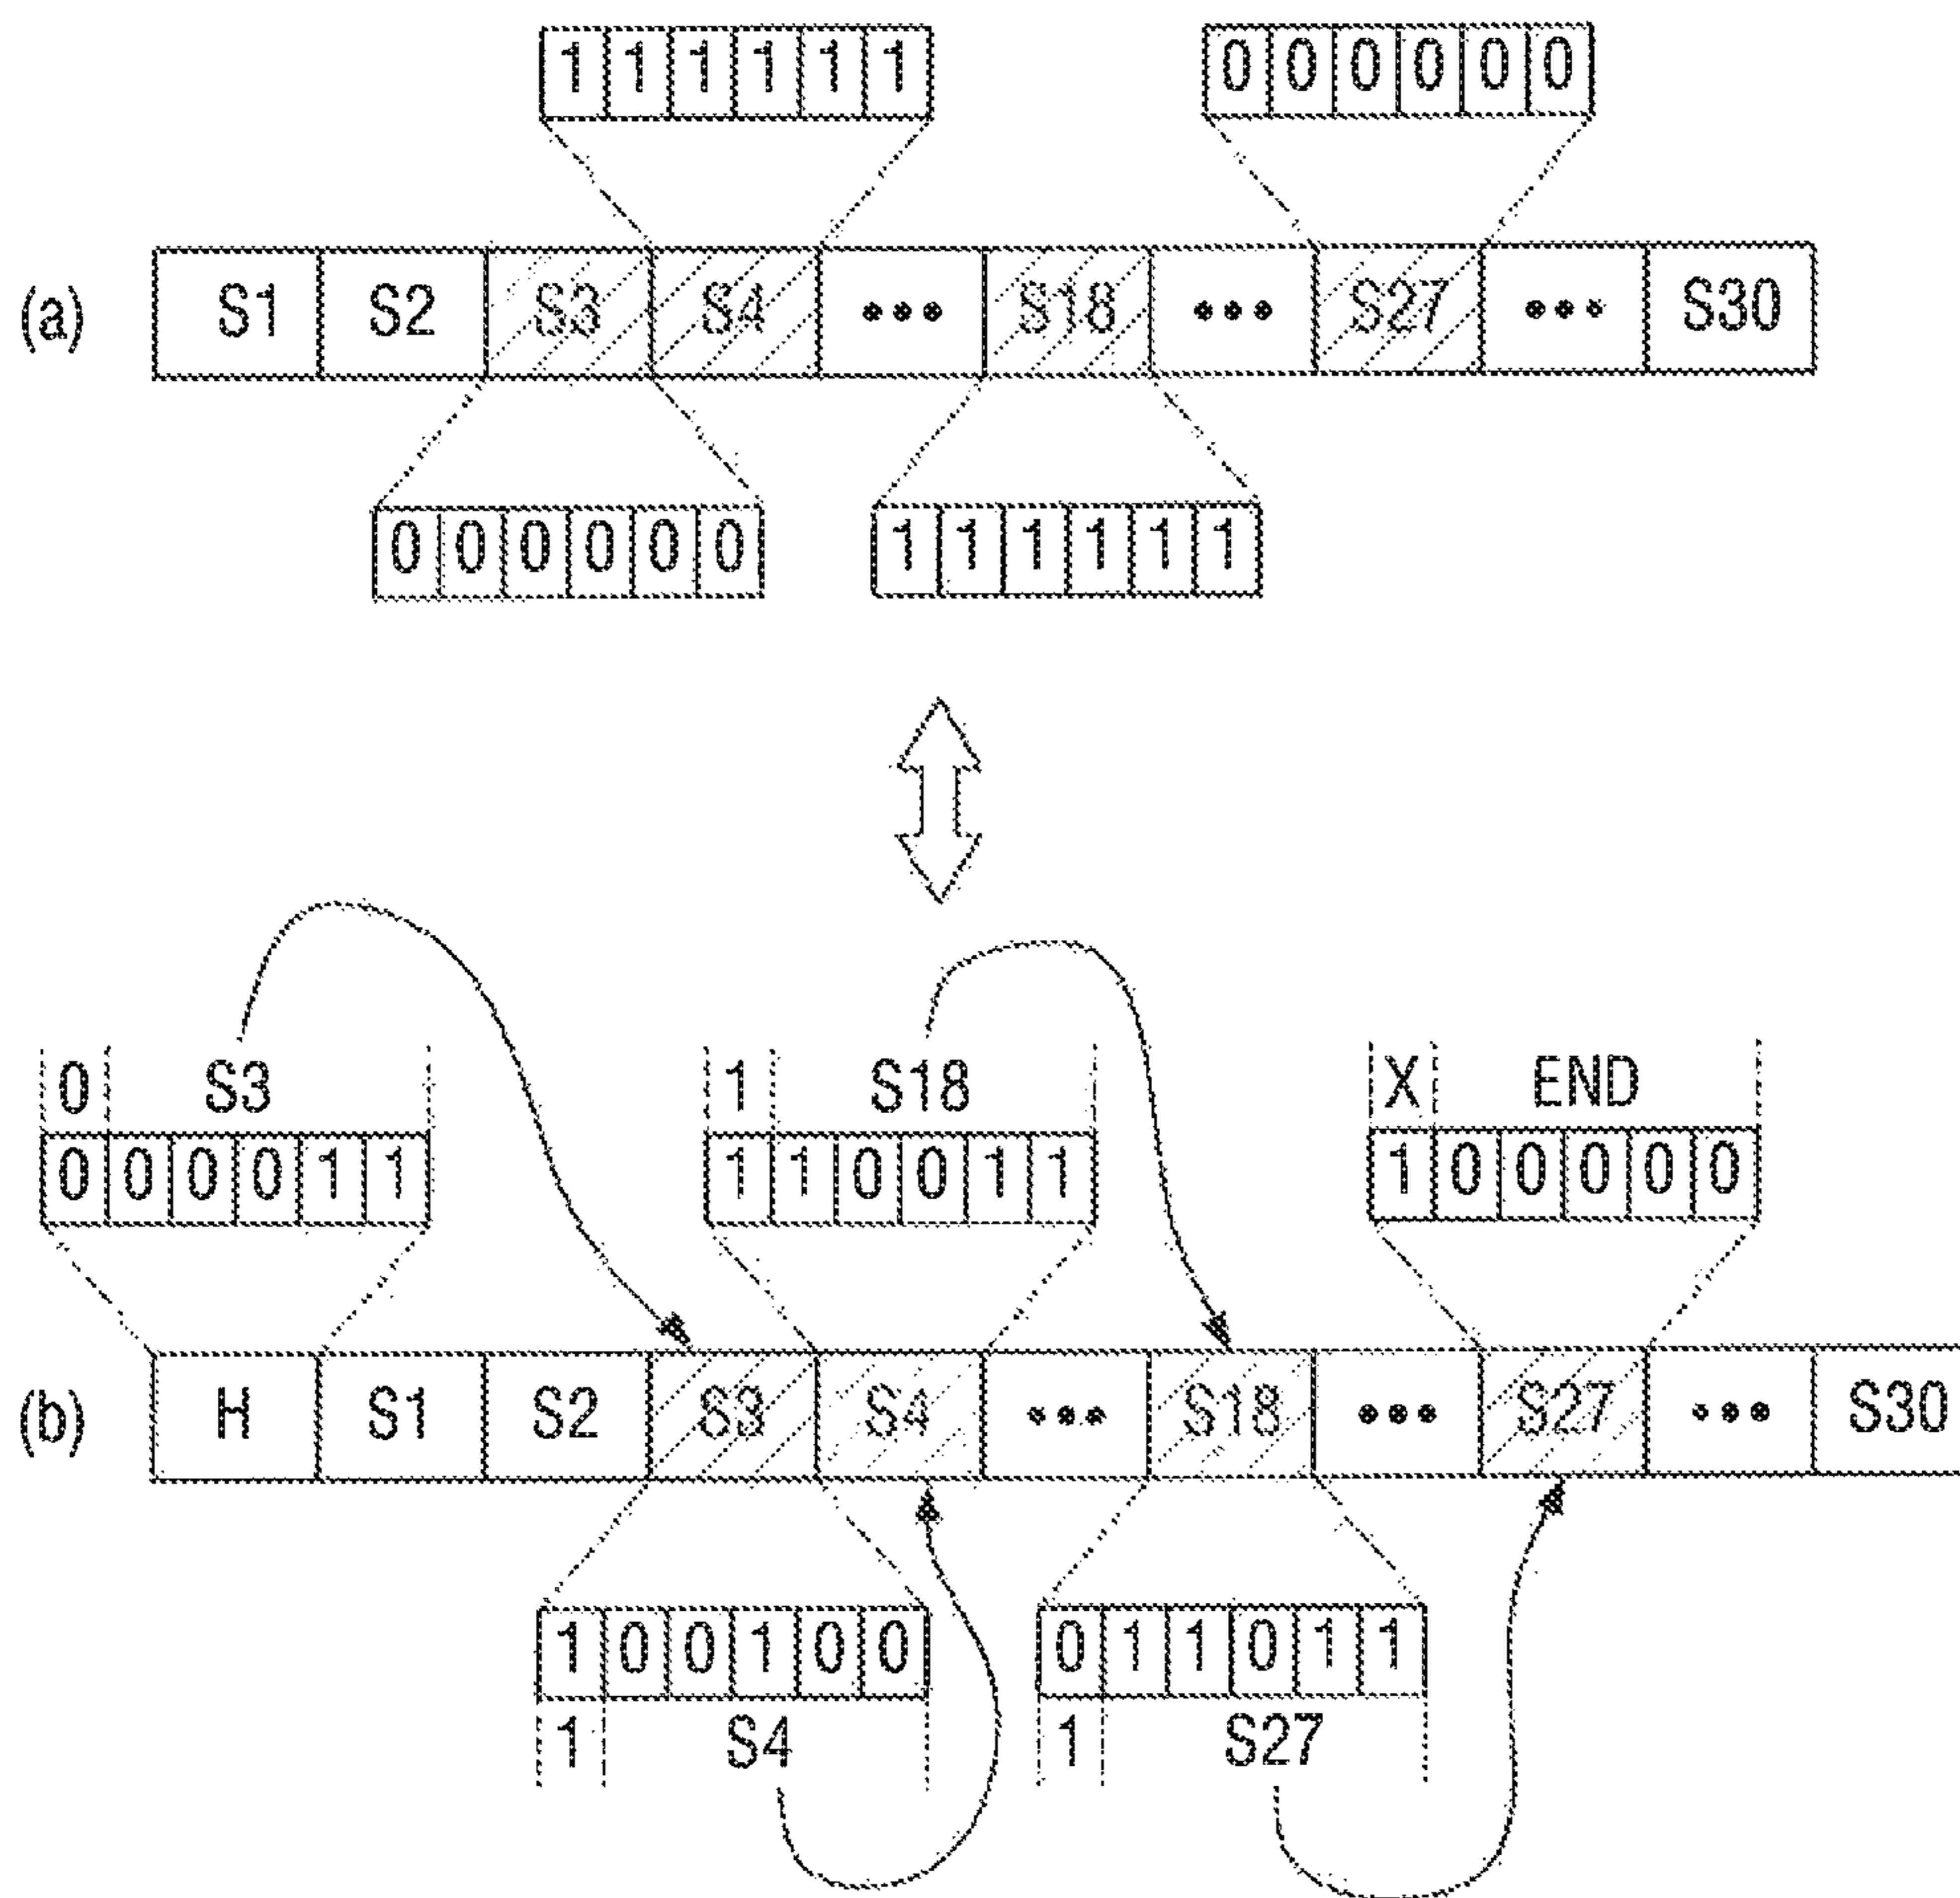 1 1 1 1 1 1
0 0 0 0 0 0
(a) S1 S2 S3 S4 ••• S18 ••• S27 ••• S30
0 0 0 0 0 0
1 1 1 1 1 1
0 S3
1 S18
X END
0 0 0 0 1 1
1 1 0 0 1 1
1 0 0 0 0 0
(b) H S1 S2 S3 S4 ••• S18 ••• S27 ••• S30
1 0 0 1 0 0
0 1 1 0 1 1
1 S4
1 S27